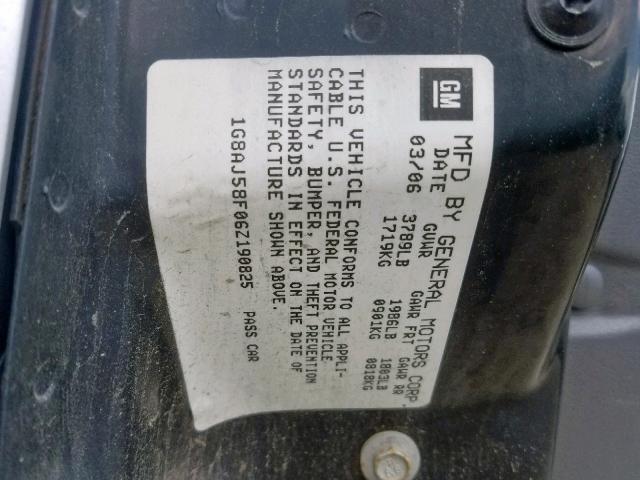 GM
MFD BY GENERAL MOTORS CORP.
DATE GVWR GAWR FRT GAWR RR
03/06 3789LB 1986LB 1803LB
1719KG 0901KG 0818KG
THIS VEHICLE CONFORMS TO ALL APPLI-
CABLE U.S. FEDERAL MOTOR VEHICLE
SAFETY, BUMPER, AND THEFT PREVENTION
STANDARDS IN EFFECT ON THE DATE OF
MANUFACTURE SHOWN ABOVE.
1G8AJ58F06Z190825 PASS CAR